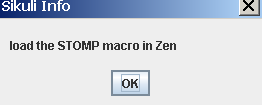 Sikuli Info
load the STOMP macro in Zen
OK